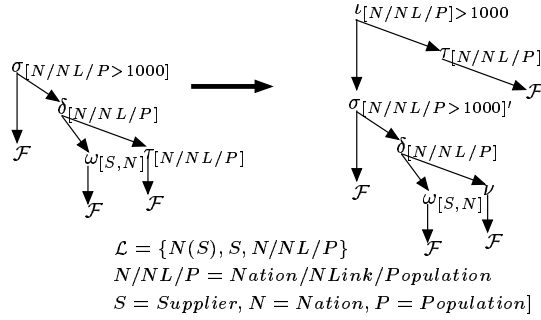 ι[N/NL/P]>1000
τ[N/NL/P]
σ[N/NL/P>1000]
F
δ[N/NL/P]
σ[N/NL/P>1000]′
F
ω[S,N]
τ[N/NL/P]
δ[N/NL/P]
F
F
F
ω[S,N]
ν
F
F
L = {N(S), S, N/NL/P}
N/NL/P = Nation/NLink/Population
S = Supplier, N = Nation, P = Population]